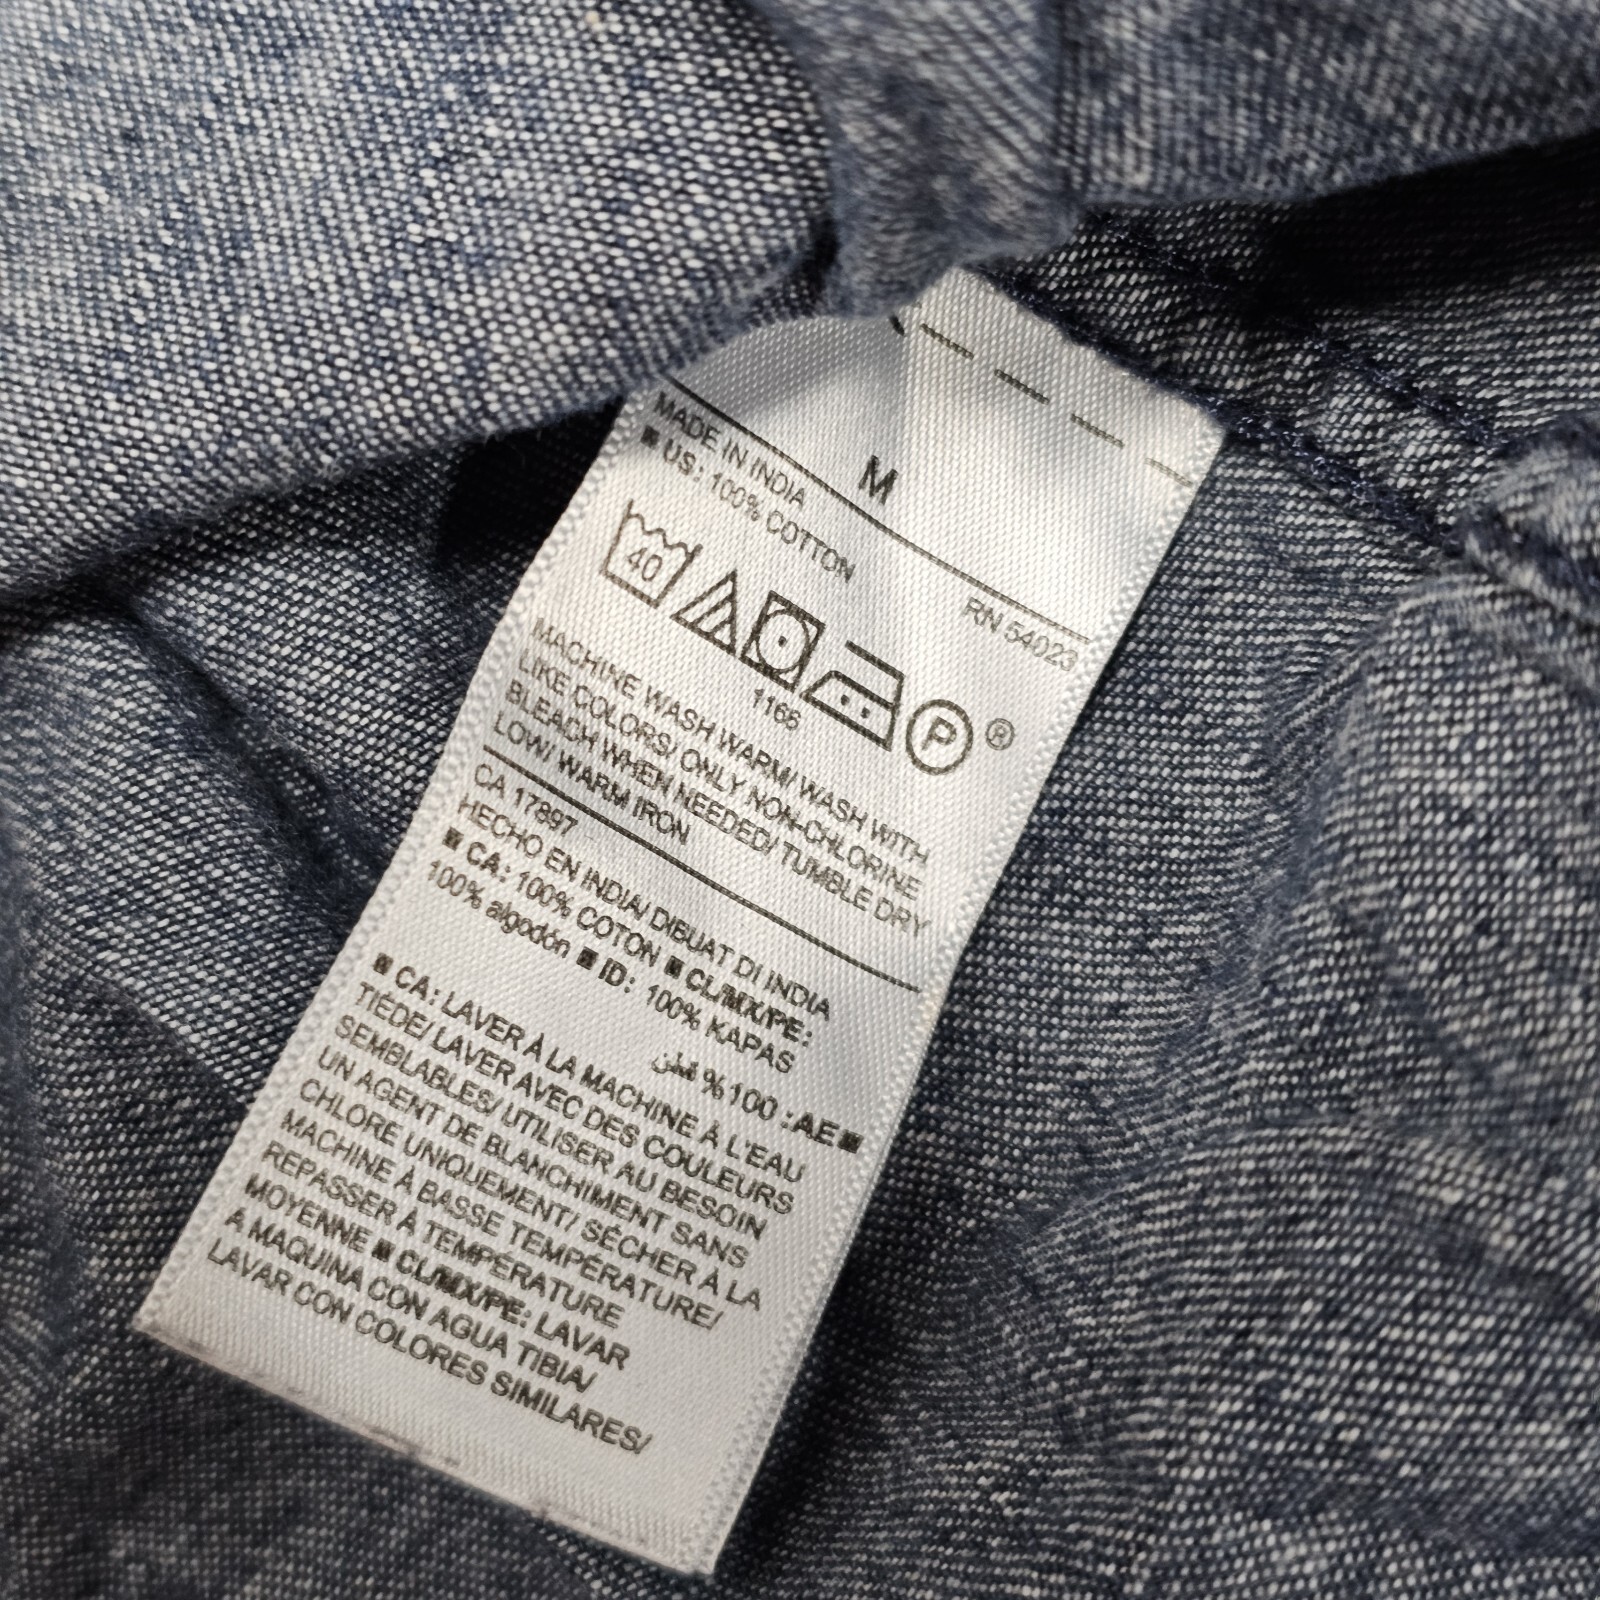 M
RN 54023
MADE IN INDIA
■ US: 100% COTTON
40
P ®
1166
MACHINE WASH WARM/ WASH WITH
LIKE COLORS/ ONLY NON-CHLORINE
BLEACH WHEN NEEDED/ TUMBLE DRY
LOW/ WARM IRON
CA 17897
HECHO EN INDIA/ DIBUAT DI INDIA
■ CA: 100% COTON ■ CL/MX/PE:
100% algodón ■ ID: 100% KAPAS
■ AE: 100 % قطن
■ CA: LAVER À LA MACHINE À L'EAU
TIÈDE/ LAVER AVEC DES COULEURS
SEMBLABLES/ UTILISER AU BESOIN
UN AGENT DE BLANCHIMENT SANS
CHLORE UNIQUEMENT/ SÉCHER À LA
MACHINE À BASSE TEMPÉRATURE/
REPASSER À TEMPÉRATURE
MOYENNE ■ CL/MX/PE: LAVAR
A MAQUINA CON AGUA TIBIA/
LAVAR CON COLORES SIMILARES/